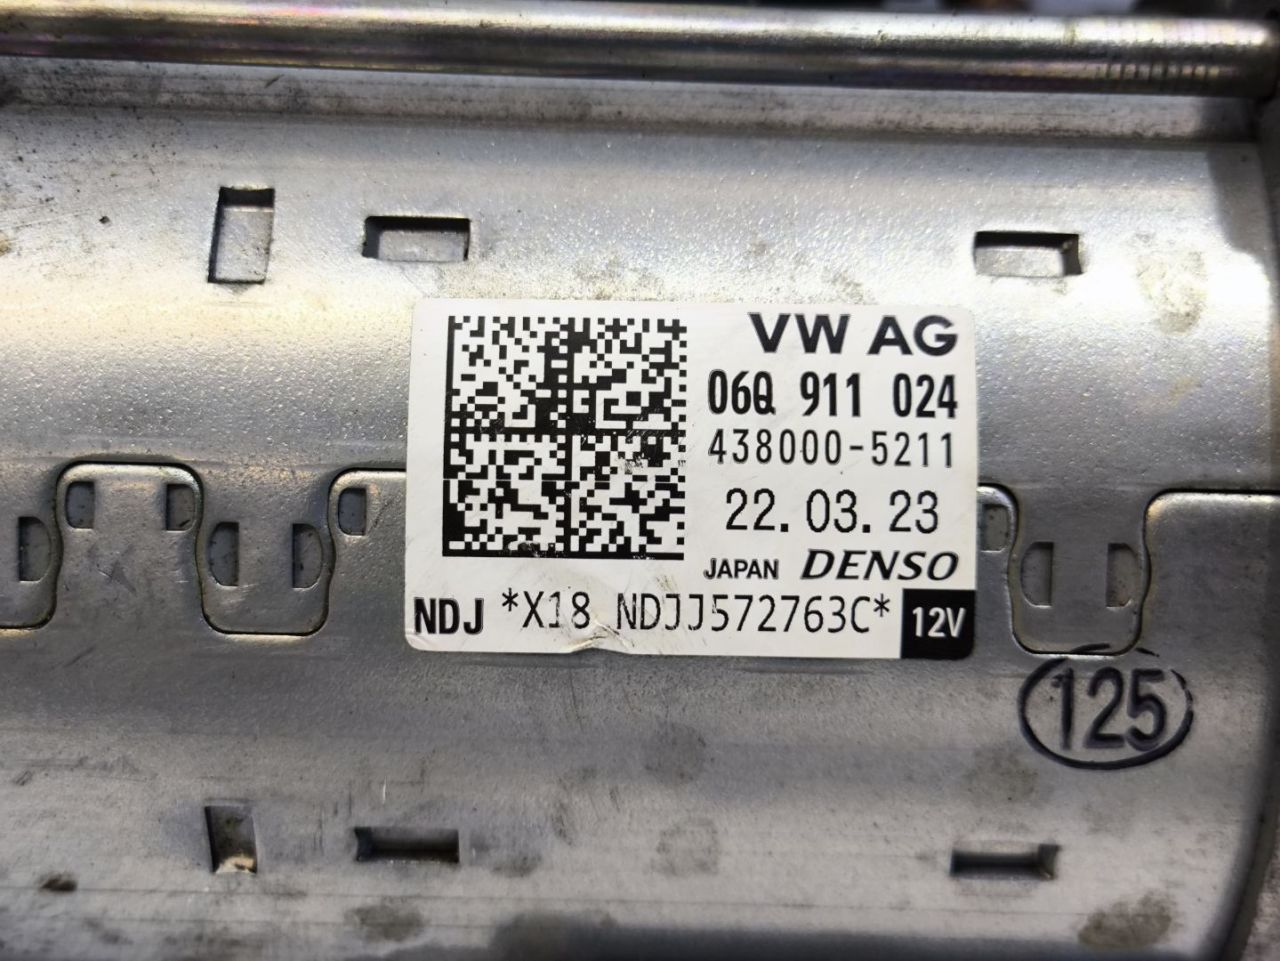 VW AG
06Q 911 024
438000-5211
22. 03. 23
JAPAN DENSO
NDJ *X18 NDJJ572763C* 12V
125